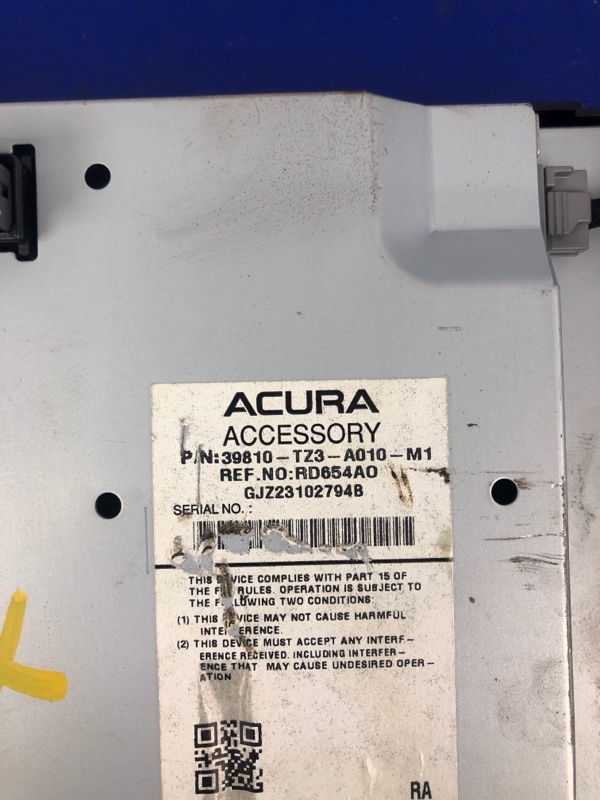 ACURA
ACCESSORY
P/N:39810-TZ3-A010-M1
REF.NO:RD654AO
GJZ23102794B
SERIAL NO. :
THIS DEVICE COMPLIES WITH PART 15 OF
THE FCC RULES. OPERATION IS SUBJECT TO
THE FOLLOWING TWO CONDITIONS:
(1) THIS DEVICE MAY NOT CAUSE HARMFUL
INTERFERENCE.
(2) THIS DEVICE MUST ACCEPT ANY INTERF-
ERENCE RECEIVED. INCLUDING INTERFER-
ENCE THAT MAY CAUSE UNDESIRED OPER-
ATION
RA